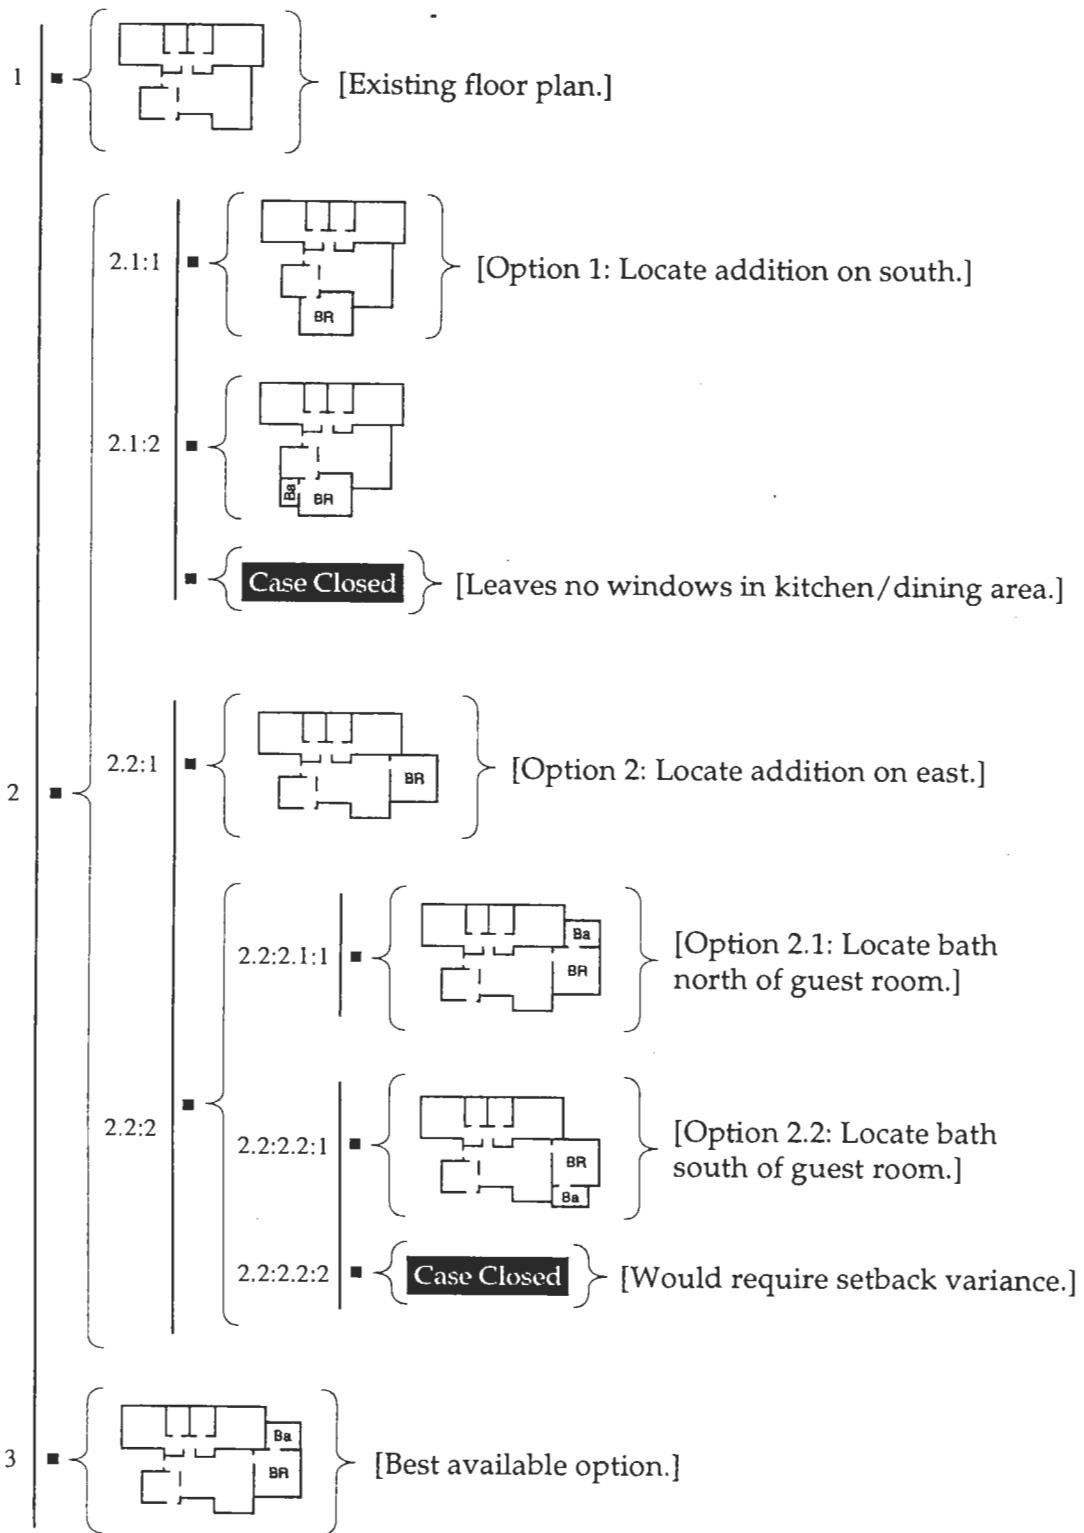 1
[Existing floor plan.]
2.1:1
[Option 1: Locate addition on south.]
BR
2.1:2
Ba
BR
Case Closed
[Leaves no windows in kitchen/dining area.]
2
2.2:1
BR
[Option 2: Locate addition on east.]
2.2:2
2.2:2.1:1
Ba
BR
[Option 2.1: Locate bath
north of guest room.]
2.2:2.2:1
BR
Ba
[Option 2.2: Locate bath
south of guest room.]
2.2:2.2:2
Case Closed
[Would require setback variance.]
3
Ba
BR
[Best available option.]